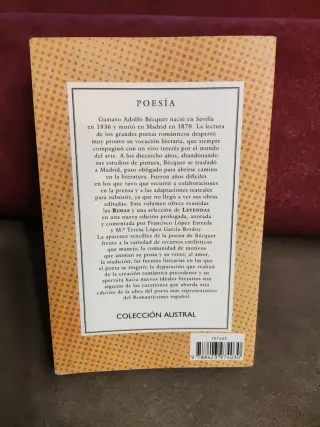 POESÍA
Gustavo Adolfo Bécquer nació en Sevilla
en 1836 y murió en Madrid en 1870. La lectura
de los grandes poetas románticos despertó
muy pronto su vocación literaria, que siempre
compaginó con un vivo interés por el mundo
del arte. A los dieciocho años, abandonando
sus estudios de pintura, Bécquer se trasladó
a Madrid, paso obligado para abrirse camino
en la literatura. Fueron años difíciles
en los que tuvo que recurrir a colaboraciones
en la prensa y a las adaptaciones teatrales
para subsistir, ya que no llegó a ver sus obras
editadas. Este volumen ofrece reunidas
las RIMAS y una selección de LEYENDAS
en una nueva edición prologada, anotada
y comentada por Francisco López Estrada
y M.ª Teresa López García-Berdoy.
La aparente sencillez de la poesía de Bécquer
frente a la variedad de recursos estilísticos
que manejó, la comunidad de motivos
que animan su prosa y su verso; el amor,
la tradición, las fuentes literarias en las que
el poeta se sugirió, la depuración que realizó
de la creación romántica precedente y su
apertura hacia nuevos ideales literarios son
algunas de las cuestiones que aborda esta
edición de la obra del poeta más representativo
del Romanticismo español.
COLECCIÓN AUSTRAL
9 788423 974030